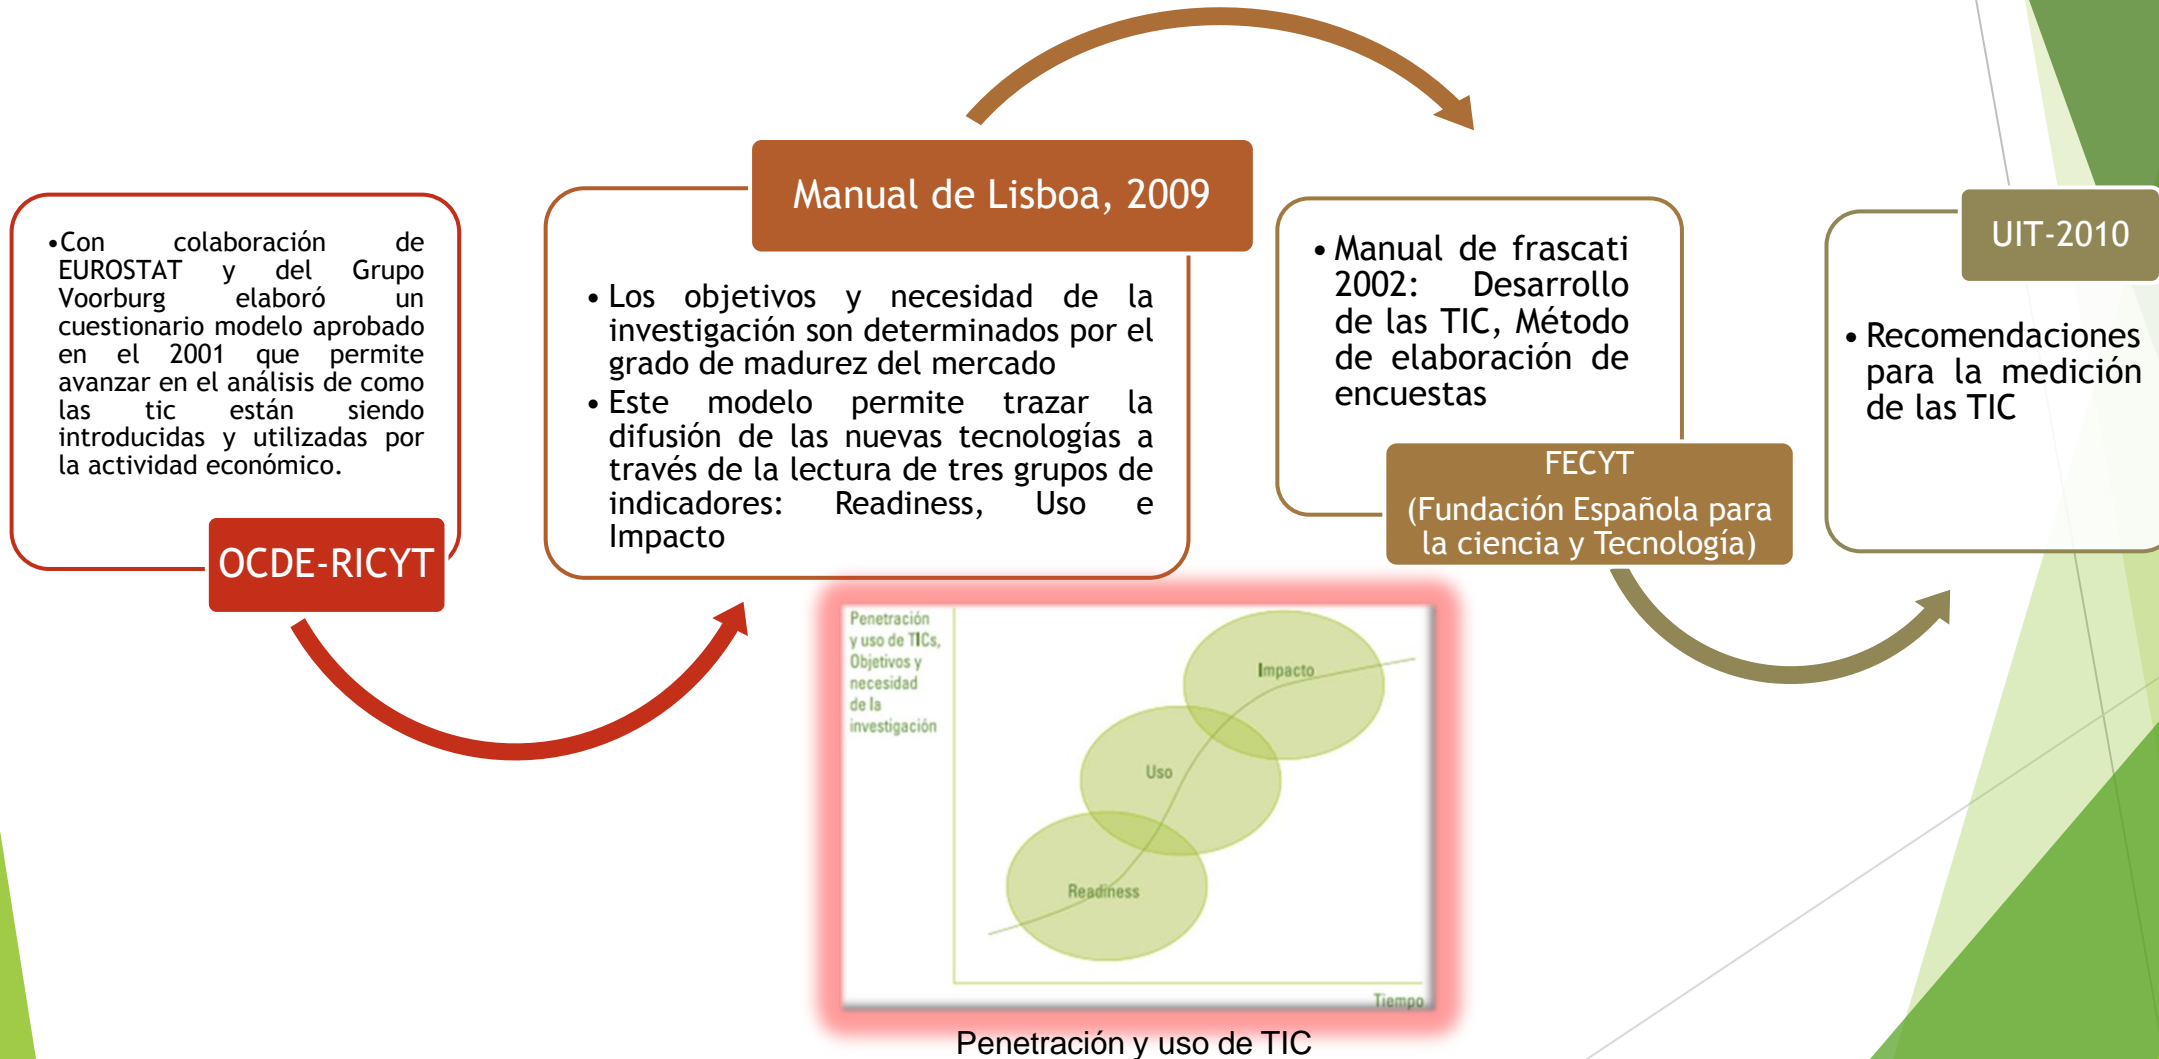 •Con colaboración de
EUROSTAT y del Grupo
Voorburg elaboró un
cuestionario modelo aprobado
en el 2001 que permite
avanzar en el análisis de como
las tic están siendo
introducidas y utilizadas por
la actividad económico.
OCDE-RICYT
Manual de Lisboa, 2009
• Los objetivos y necesidad de la
investigación son determinados por el
grado de madurez del mercado
• Este modelo permite trazar la
difusión de las nuevas tecnologías a
través de la lectura de tres grupos de
indicadores: Readiness, Uso e
Impacto
• Manual de frascati
2002: Desarrollo
de las TIC, Método
de elaboración de
encuestas
FECYT
(Fundación Española para
la ciencia y Tecnología)
UIT-2010
• Recomendaciones
para la medición
de las TIC
Penetración
y uso de TICs,
Objetivos y
necesidad
de la
investigación
Impacto
Uso
Readiness
Tiempo
Penetración y uso de TIC